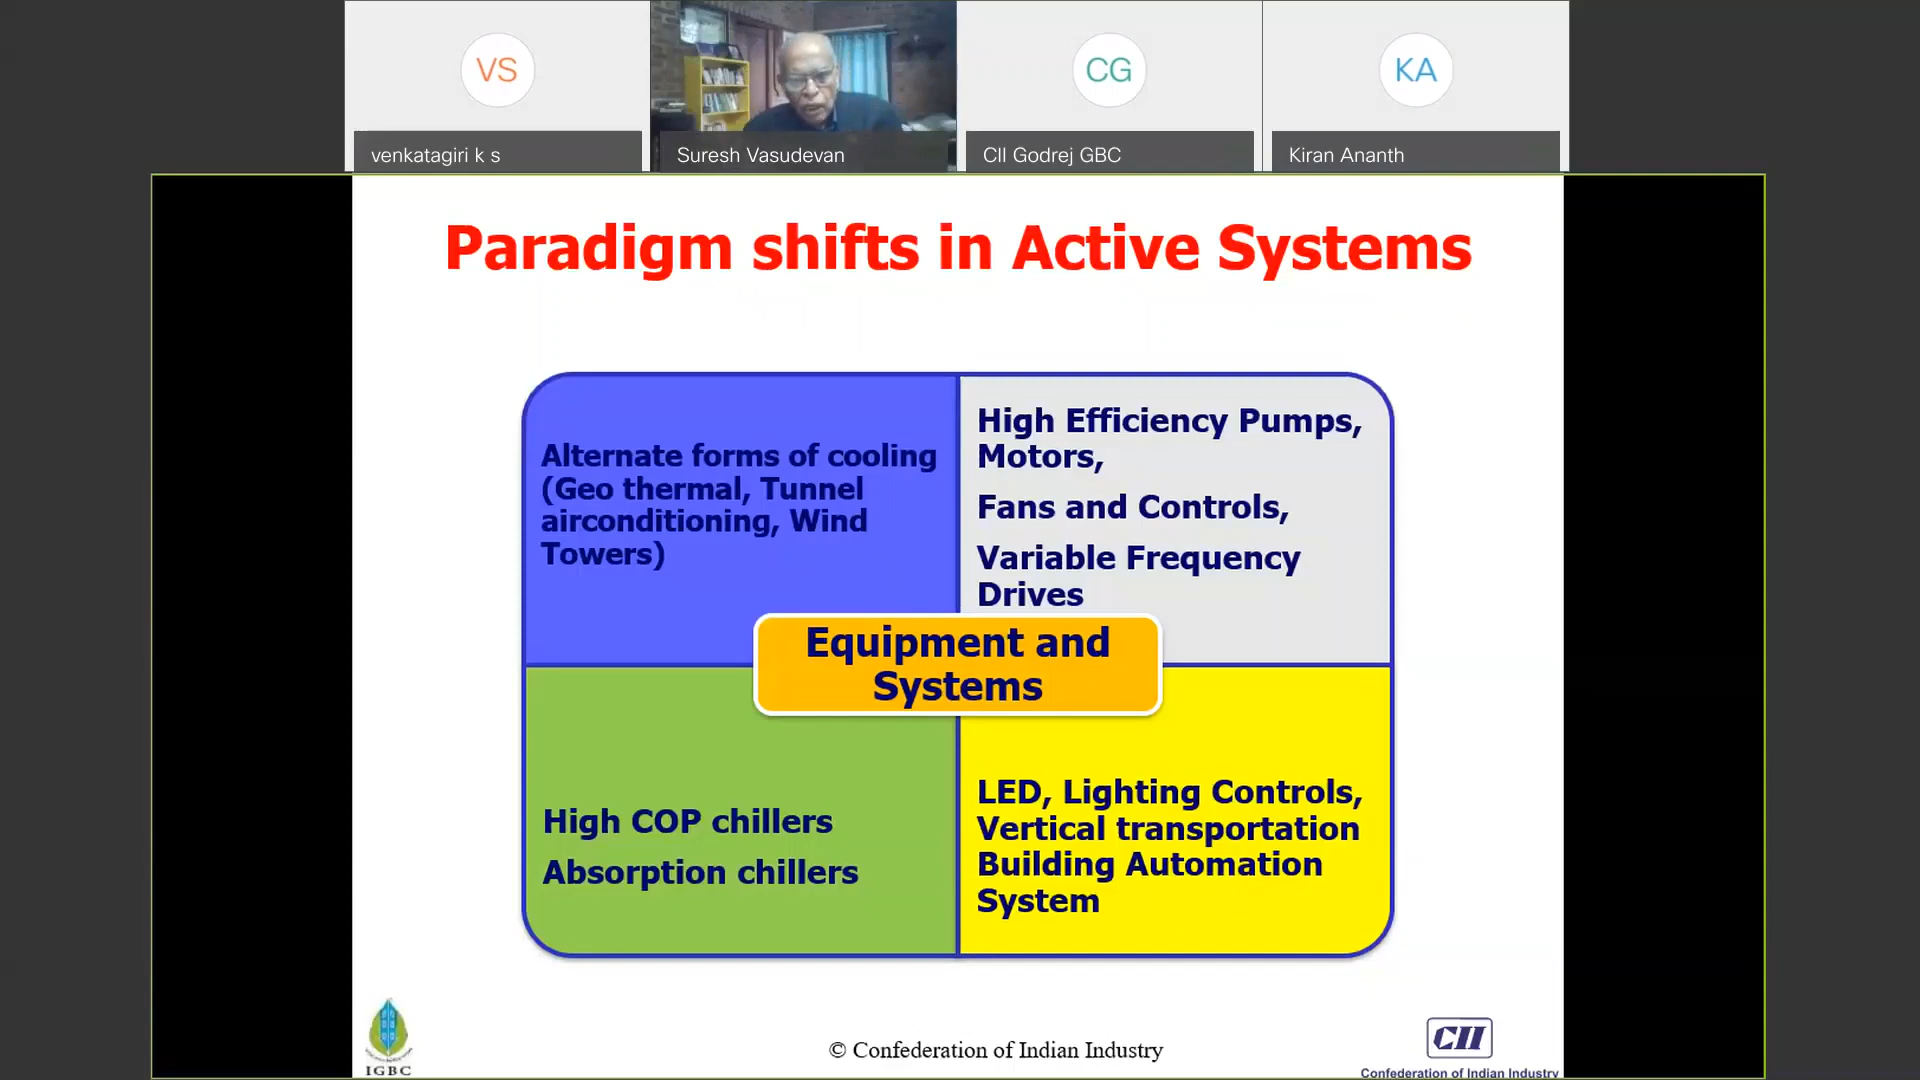 VS
CG
KA
venkatagiri k s
Suresh Vasudevan
CII Godrej GBC
Kiran Ananth
Paradigm shifts in Active Systems
Alternate forms of cooling
(Geo thermal, Tunnel
airconditioning, Wind
Towers)
High Efficiency Pumps,
Motors,
Fans and Controls,
Variable Frequency
Drives
Equipment and
Systems
High COP chillers
Absorption chillers
LED, Lighting Controls,
Vertical transportation
Building Automation
System
IGBC
© Confederation of Indian Industry
CII
Confederation of Indian Industry